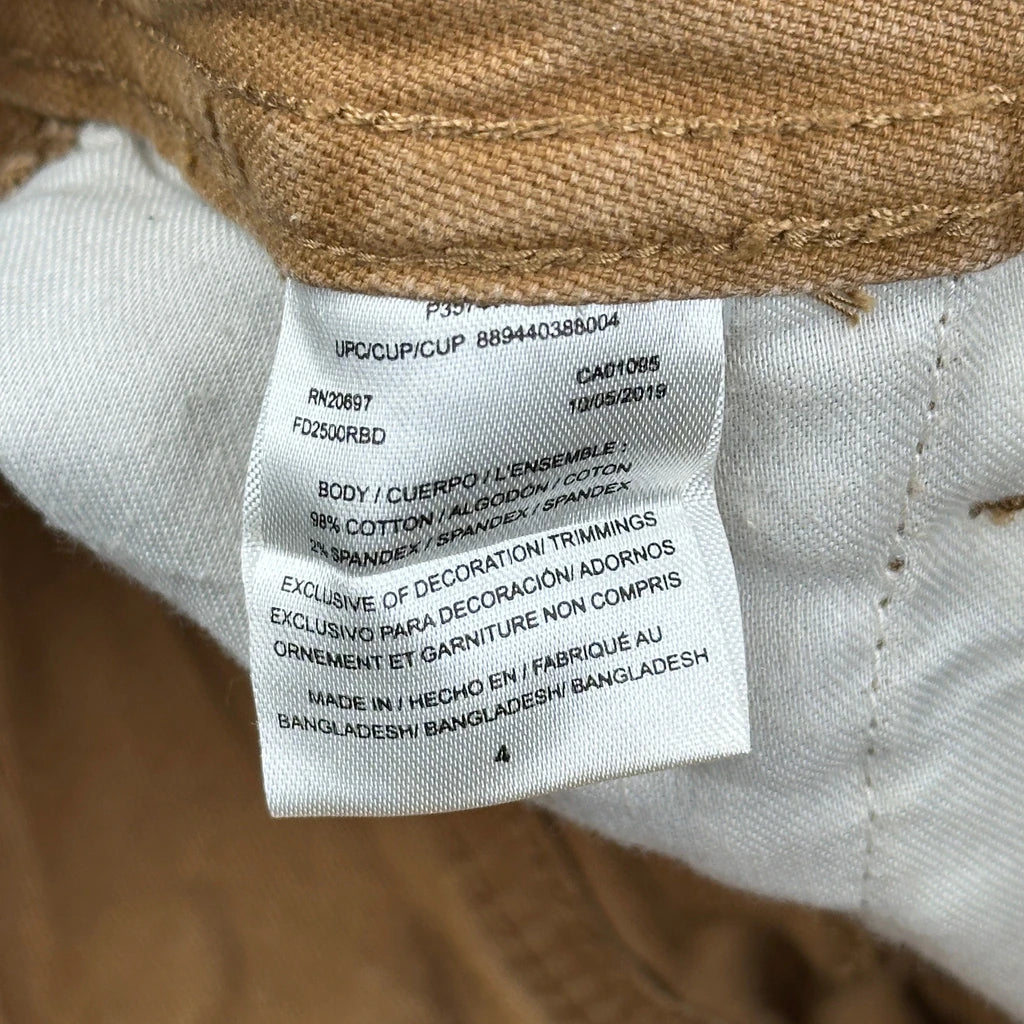 UPC/CUP/CUP 889440388004
RN20697 CA01095
FD2500RBD 10/05/2019
BODY / CUERPO / L'ENSEMBLE :
98% COTTON / ALGODÓN / COTON
2% SPANDEX / SPANDEX / SPANDEX
EXCLUSIVE OF DECORATION/ TRIMMINGS
EXCLUSIVO PARA DECORACIÓN/ ADORNOS
ORNEMENT ET GARNITURE NON COMPRIS
MADE IN / HECHO EN / FABRIQUÉ AU
BANGLADESH/ BANGLADESH/ BANGLADESH
4